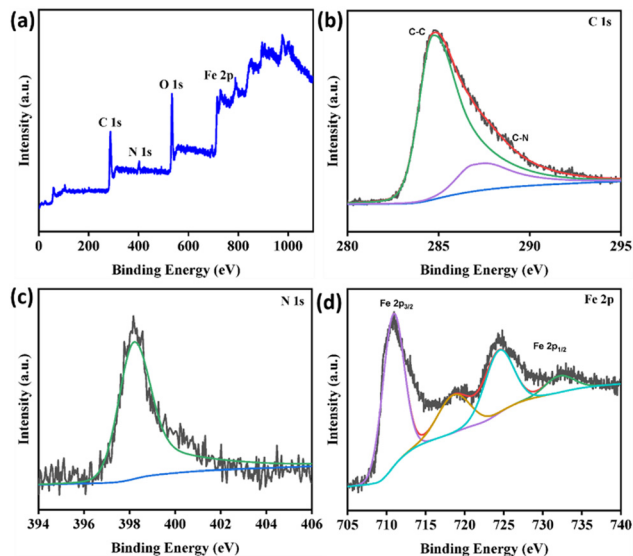 (a)
C 1s
N 1s
O 1s
Fe 2p
Intensity (a.u.)
0 200 400 600 800 1000
Binding Energy (eV)
(b)
C 1s
C-C
C-N
Intensity (a.u.)
280 285 290 295
Binding Energy (eV)
(c)
N 1s
Intensity (a.u.)
394 396 398 400 402 404 406
Binding Energy (eV)
(d)
Fe 2p
Fe 2p3/2
Fe 2p1/2
Intensity (a.u.)
705 710 715 720 725 730 735 740
Binding Energy (eV)